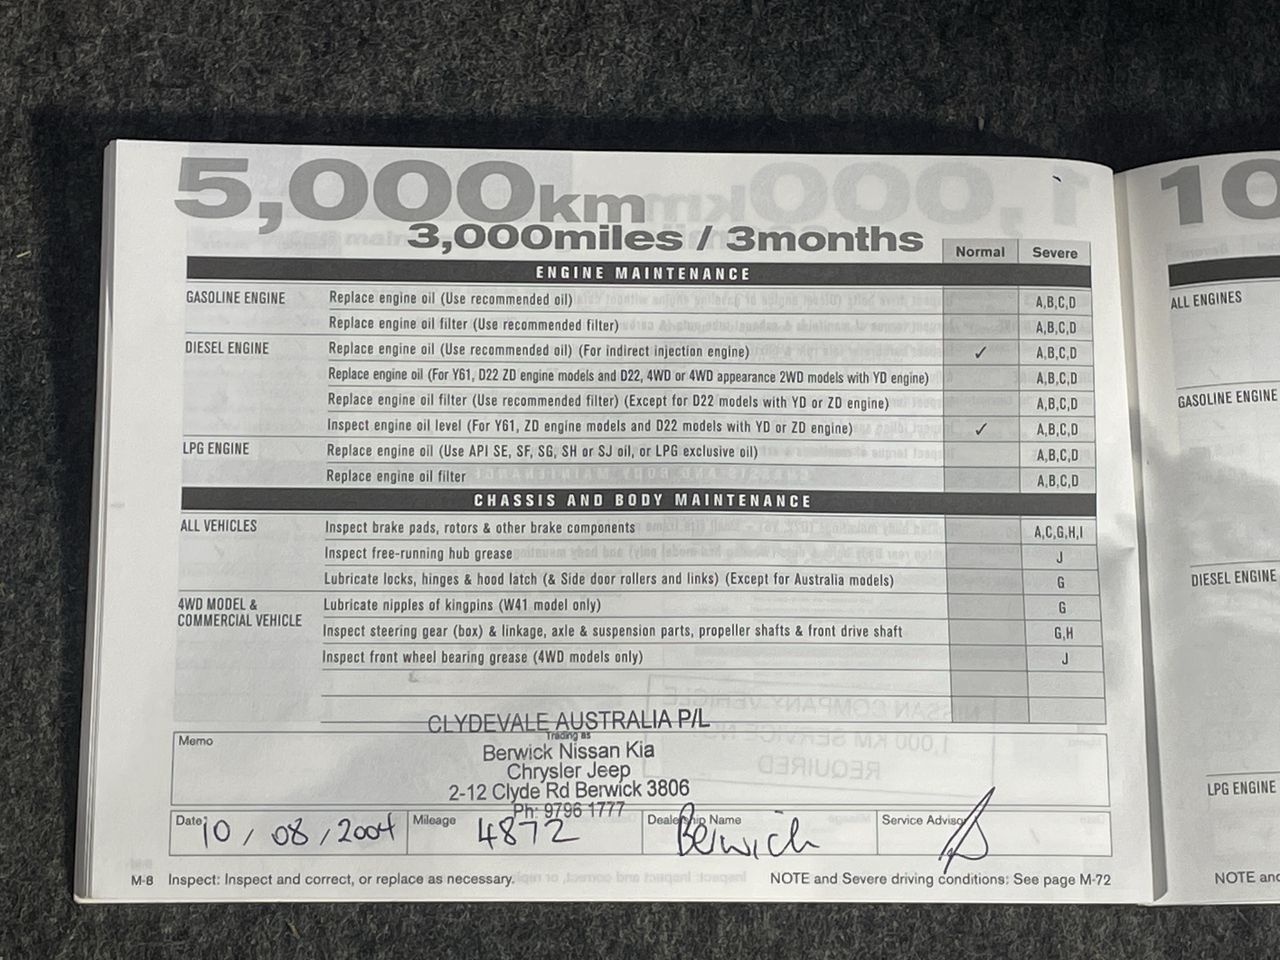 5,000km
3,000miles / 3months
Normal Severe
ENGINE MAINTENANCE
GASOLINE ENGINE Replace engine oil (Use recommended oil) A,B,C,D
Replace engine oil filter (Use recommended filter) A,B,C,D
DIESEL ENGINE Replace engine oil (Use recommended oil) (For indirect injection engine) ✓ A,B,C,D
Replace engine oil (For Y61, D22 ZD engine models and D22, 4WD or 4WD appearance 2WD models with YD engine) A,B,C,D
Replace engine oil filter (Use recommended filter) (Except for D22 models with YD or ZD engine) A,B,C,D
Inspect engine oil level (For Y61, ZD engine models and D22 models with YD or ZD engine) ✓ A,B,C,D
LPG ENGINE Replace engine oil (Use API SE, SF, SG, SH or SJ oil, or LPG exclusive oil) A,B,C,D
Replace engine oil filter A,B,C,D
CHASSIS AND BODY MAINTENANCE
ALL VEHICLES Inspect brake pads, rotors & other brake components A,C,G,H,I
Inspect free-running hub grease J
Lubricate locks, hinges & hood latch (& Side door rollers and links) (Except for Australia models) G
4WD MODEL & COMMERCIAL VEHICLE Lubricate nipples of kingpins (W41 model only) G
Inspect steering gear (box) & linkage, axle & suspension parts, propeller shafts & front drive shaft G,H
Inspect front wheel bearing grease (4WD models only) J
CLYDEVALE AUSTRALIA P/L
Trading as
Memo
Berwick Nissan Kia
Chrysler Jeep
2-12 Clyde Rd Berwick 3806
Ph: 9796 1777
Date 10 / 08 / 2004 Mileage 4872 Dealership Name Berwick Service Advisor
M-8 Inspect: Inspect and correct, or replace as necessary. NOTE and Severe driving conditions: See page M-72
10
ALL ENGINES
GASOLINE ENGINE
DIESEL ENGINE
LPG ENGINE
NOTE and